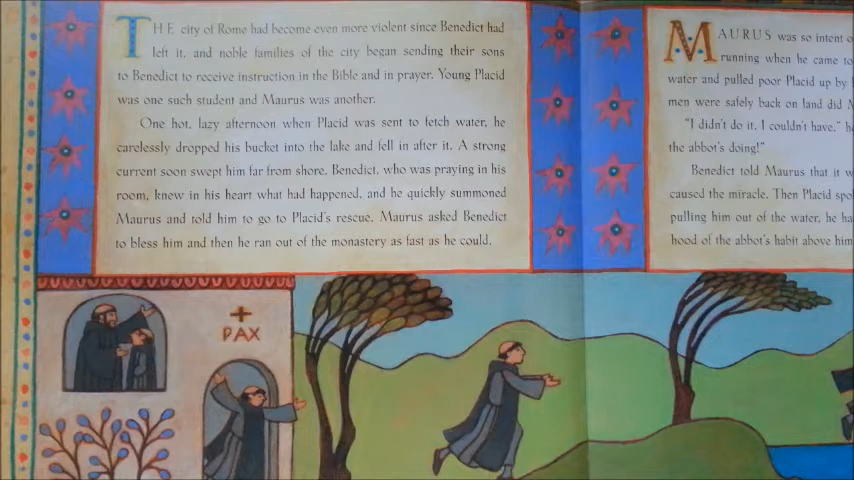 THE city of Rome had become even more violent since Benedict had
left it, and noble families of the city began sending their sons
to Benedict to receive instruction in the Bible and in prayer. Young Placid
was one such student and Maurus was another.
One hot, lazy afternoon when Placid was sent to fetch water, he
carelessly dropped his bucket into the lake and fell in after it. A strong
current soon swept him far from shore. Benedict, who was praying in his
room, knew in his heart what had happened, and he quickly summoned
Maurus and told him to go to Placid's rescue. Maurus asked Benedict
to bless him and then he ran out of the monastery as fast as he could.
MAURUS was so intent
running when he came to
water and pulled poor Placid up by
men were safely back on land did
"I didn't do it. I couldn't have,"
the abbot's doing!"
Benedict told Maurus that it
caused the miracle. Then Placid
pulling him out of the water, he
hood of the abbot's habit above him
PAX